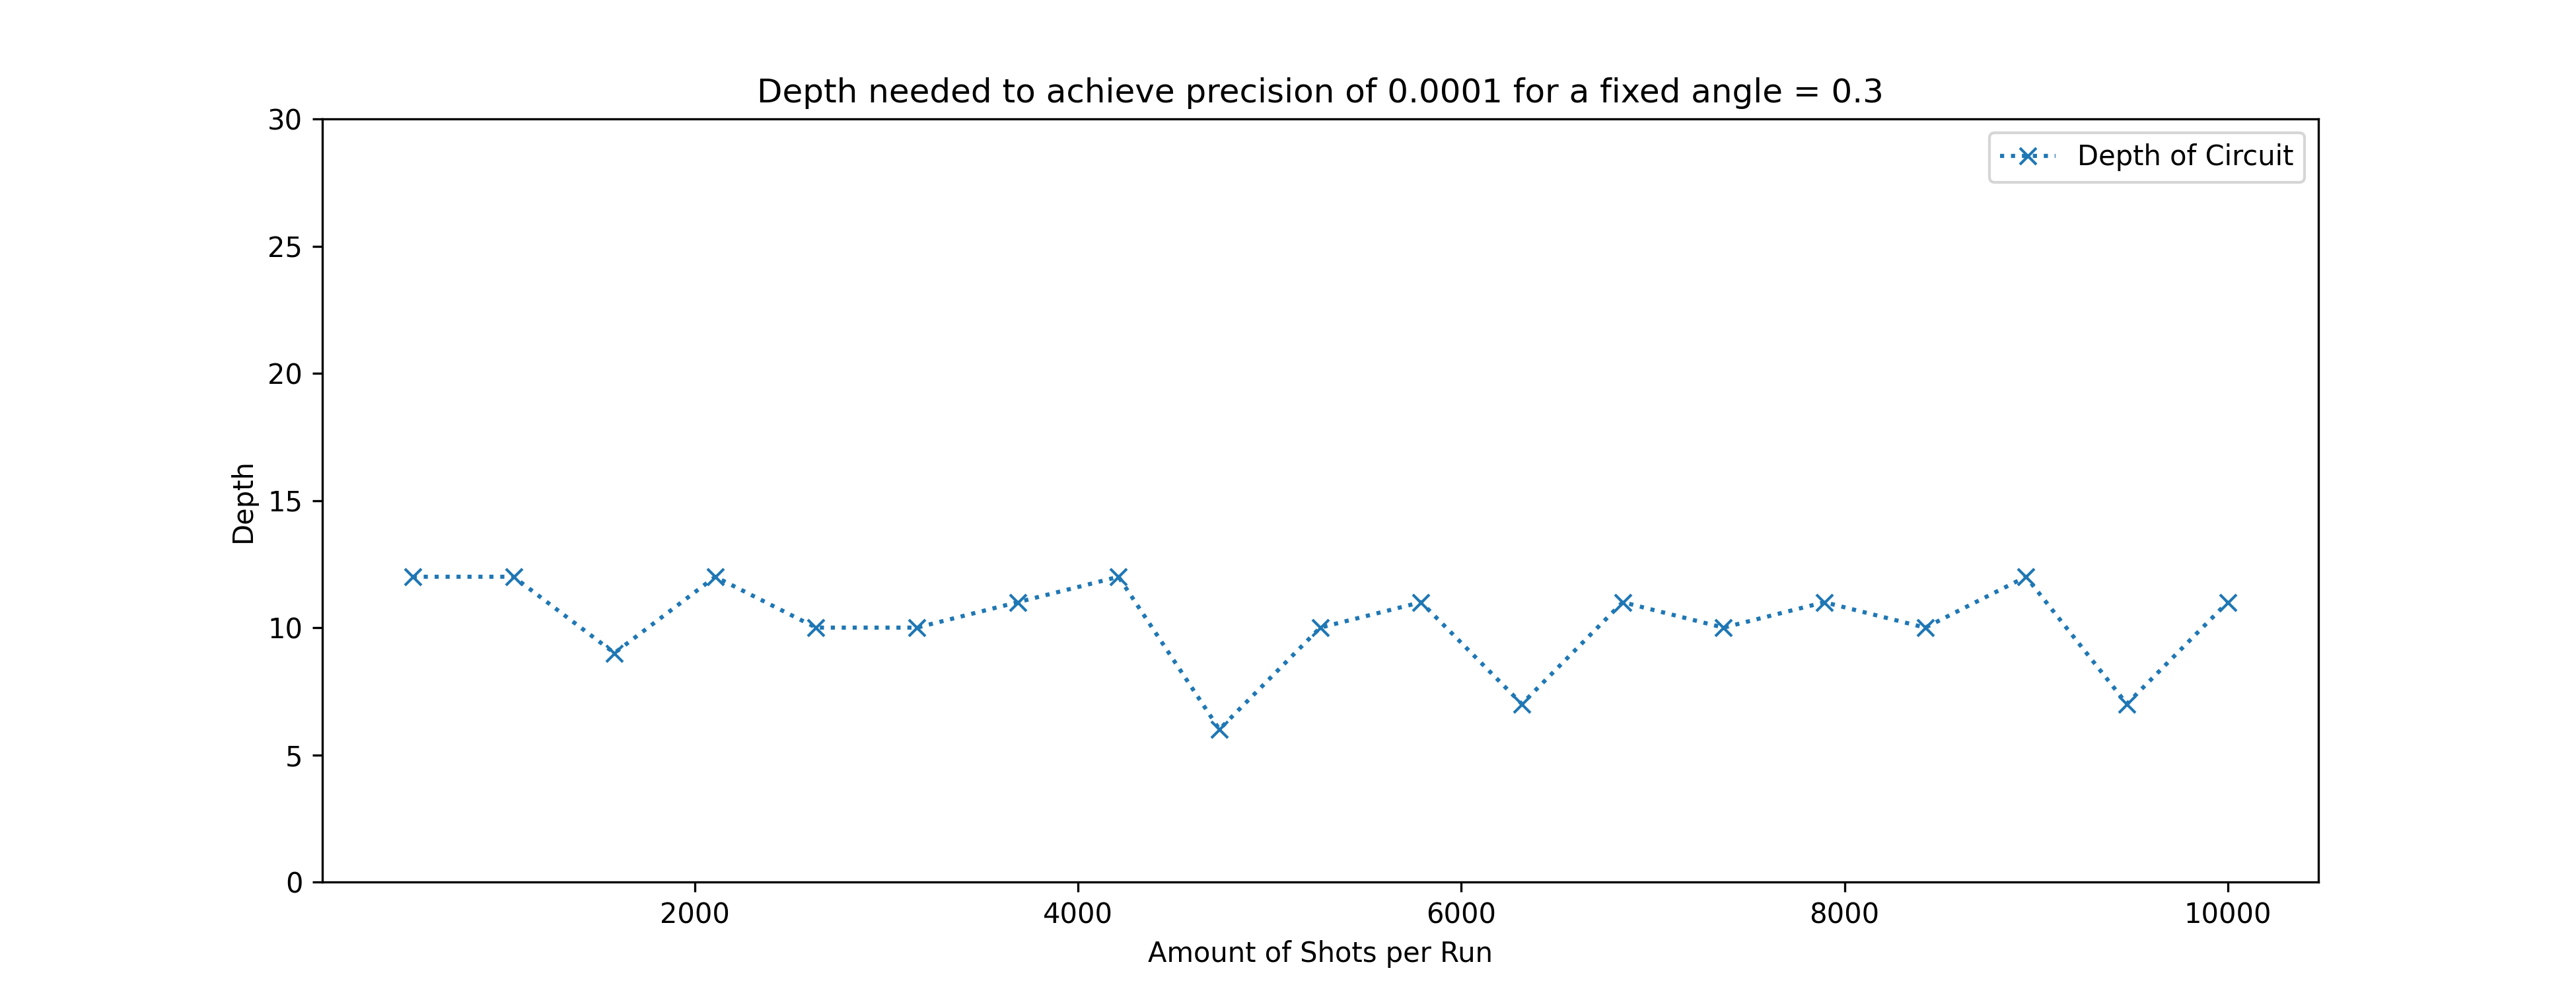 Depth needed to achieve precision of 0.0001 for a fixed angle = 0.3
Depth of Circuit
30
25
20
15
10
5
0
Depth
2000 4000 6000 8000 10000
Amount of Shots per Run